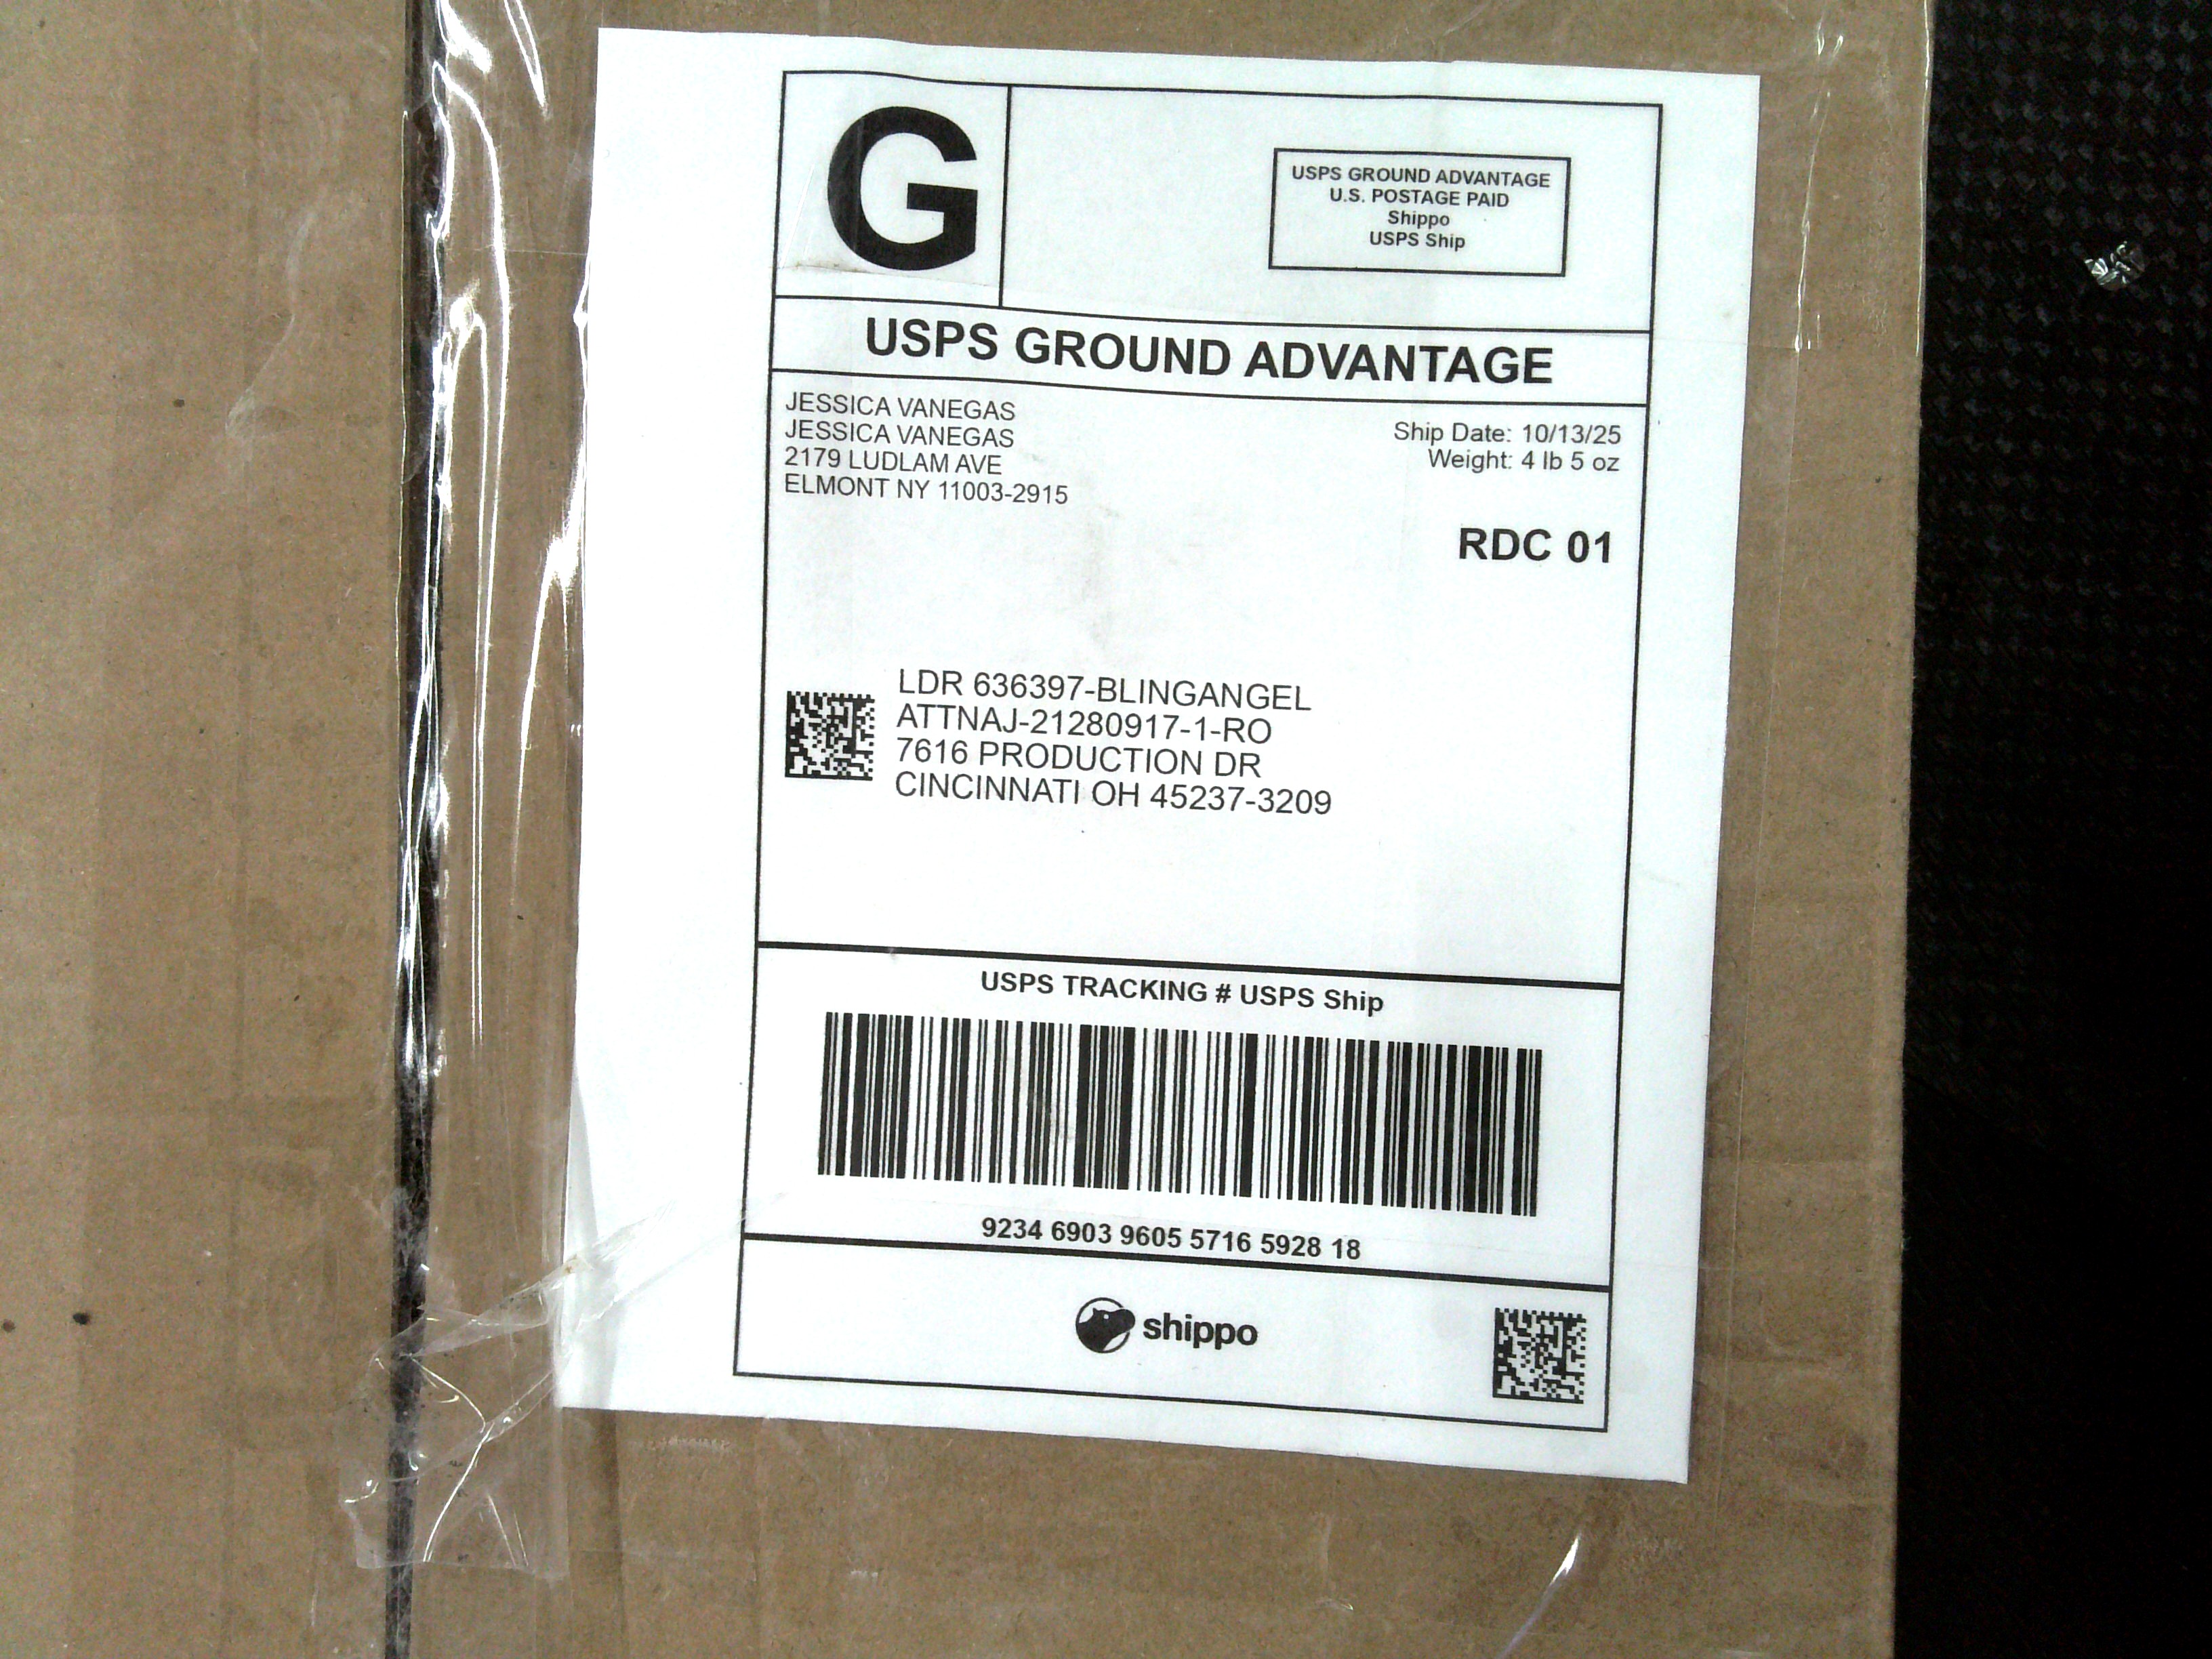 G
USPS GROUND ADVANTAGE
U.S. POSTAGE PAID
Shippo
USPS Ship
USPS GROUND ADVANTAGE
JESSICA VANEGAS
JESSICA VANEGAS
2179 LUDLAM AVE
ELMONT NY 11003-2915
Ship Date: 10/13/25
Weight: 4 lb 5 oz
RDC 01
LDR 636397-BLINGANGEL
ATTNAJ-21280917-1-RO
7616 PRODUCTION DR
CINCINNATI OH 45237-3209
USPS TRACKING # USPS Ship
9234 6903 9605 5716 5928 18
shippo